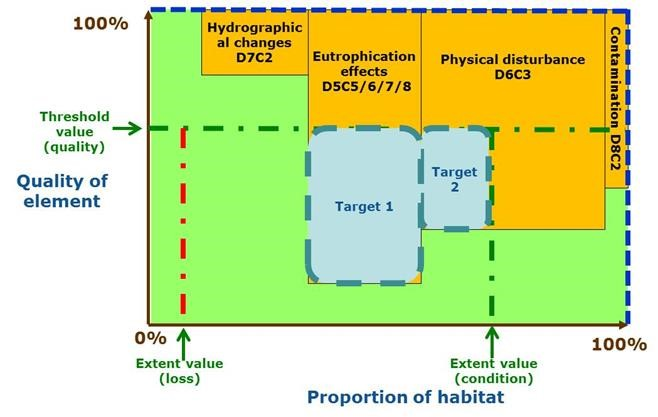 100%
Hydrographic
al changes
D7C2
Eutrophication
effects
D5C5/6/7/8
Physical disturbance
D6C3
Contamination D8C2
Threshold
value
(quality)
Quality of
element
Target 1
Target
2
0%
100%
Extent value
(loss)
Extent value
(condition)
Proportion of habitat